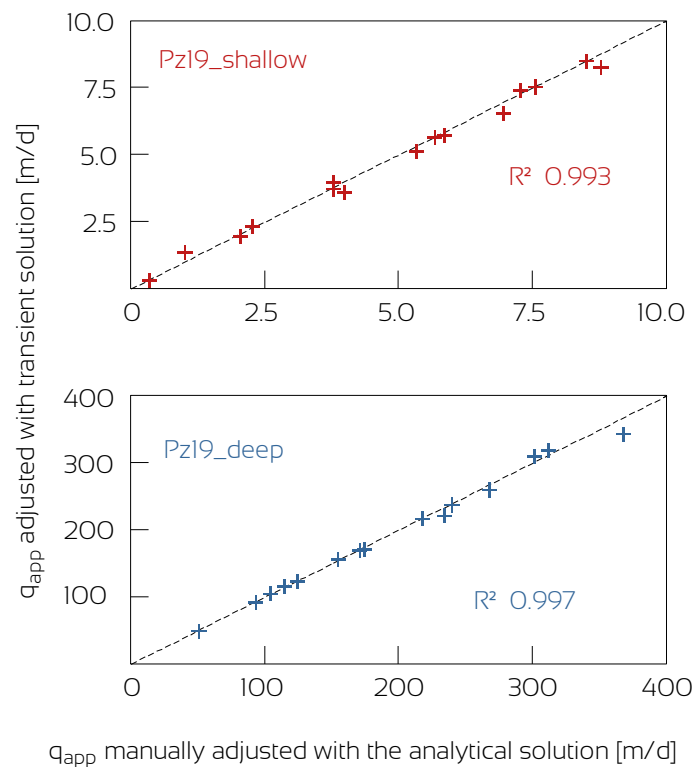 10.0
Pz19_shallow
7.5
5.0
R² 0.993
2.5
0 2.5 5.0 7.5 10.0
q_app adjusted with transient solution [m/d]
400
Pz19_deep
300
200
100
R² 0.997
0 100 200 300 400
q_app manually adjusted with the analytical solution [m/d]